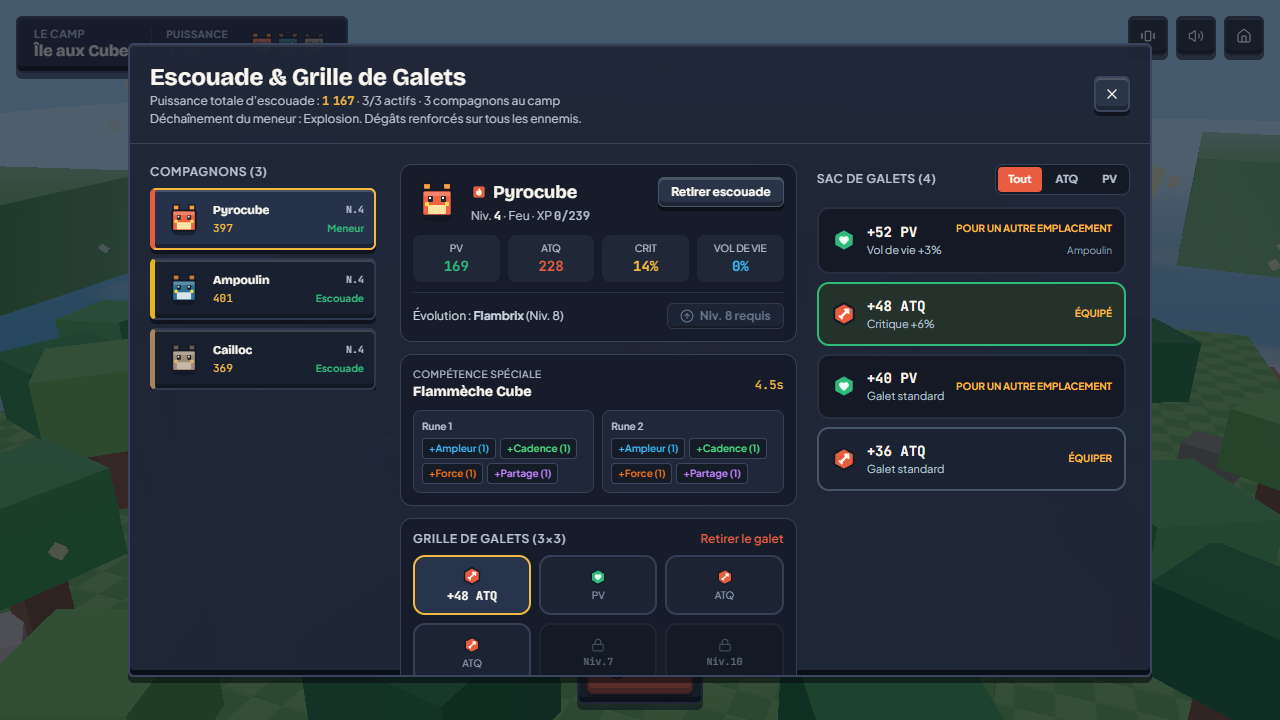 LE CAMP
Île aux Cube
PUISSANCE
Escouade & Grille de Galets
Puissance totale d'escouade : 1 167 · 3/3 actifs · 3 compagnons au camp
Déchaînement du meneur : Explosion. Dégâts renforcés sur tous les ennemis.
COMPAGNONS (3)
Pyrocube
N.4
397
Meneur
Ampoulin
N.4
401
Escouade
Cailloc
N.4
369
Escouade
Pyrocube
Niv. 4 · Feu · XP 0/239
Retirer escouade
PV
169
ATQ
228
CRIT
14%
VOL DE VIE
0%
Évolution : Flambrix (Niv. 8)
Niv. 8 requis
COMPÉTENCE SPÉCIALE
Flammèche Cube
4.5s
Rune 1
+Ampleur (1)
+Cadence (1)
+Force (1)
+Partage (1)
Rune 2
+Ampleur (1)
+Cadence (1)
+Force (1)
+Partage (1)
GRILLE DE GALETS (3×3)
Retirer le galet
+48 ATQ
PV
ATQ
ATQ
Niv.7
Niv.10
SAC DE GALETS (4)
Tout
ATQ
PV
+52 PV
Vol de vie +3%
POUR UN AUTRE EMPLACEMENT
Ampoulin
+48 ATQ
Critique +6%
ÉQUIPÉ
+40 PV
Galet standard
POUR UN AUTRE EMPLACEMENT
+36 ATQ
Galet standard
ÉQUIPER